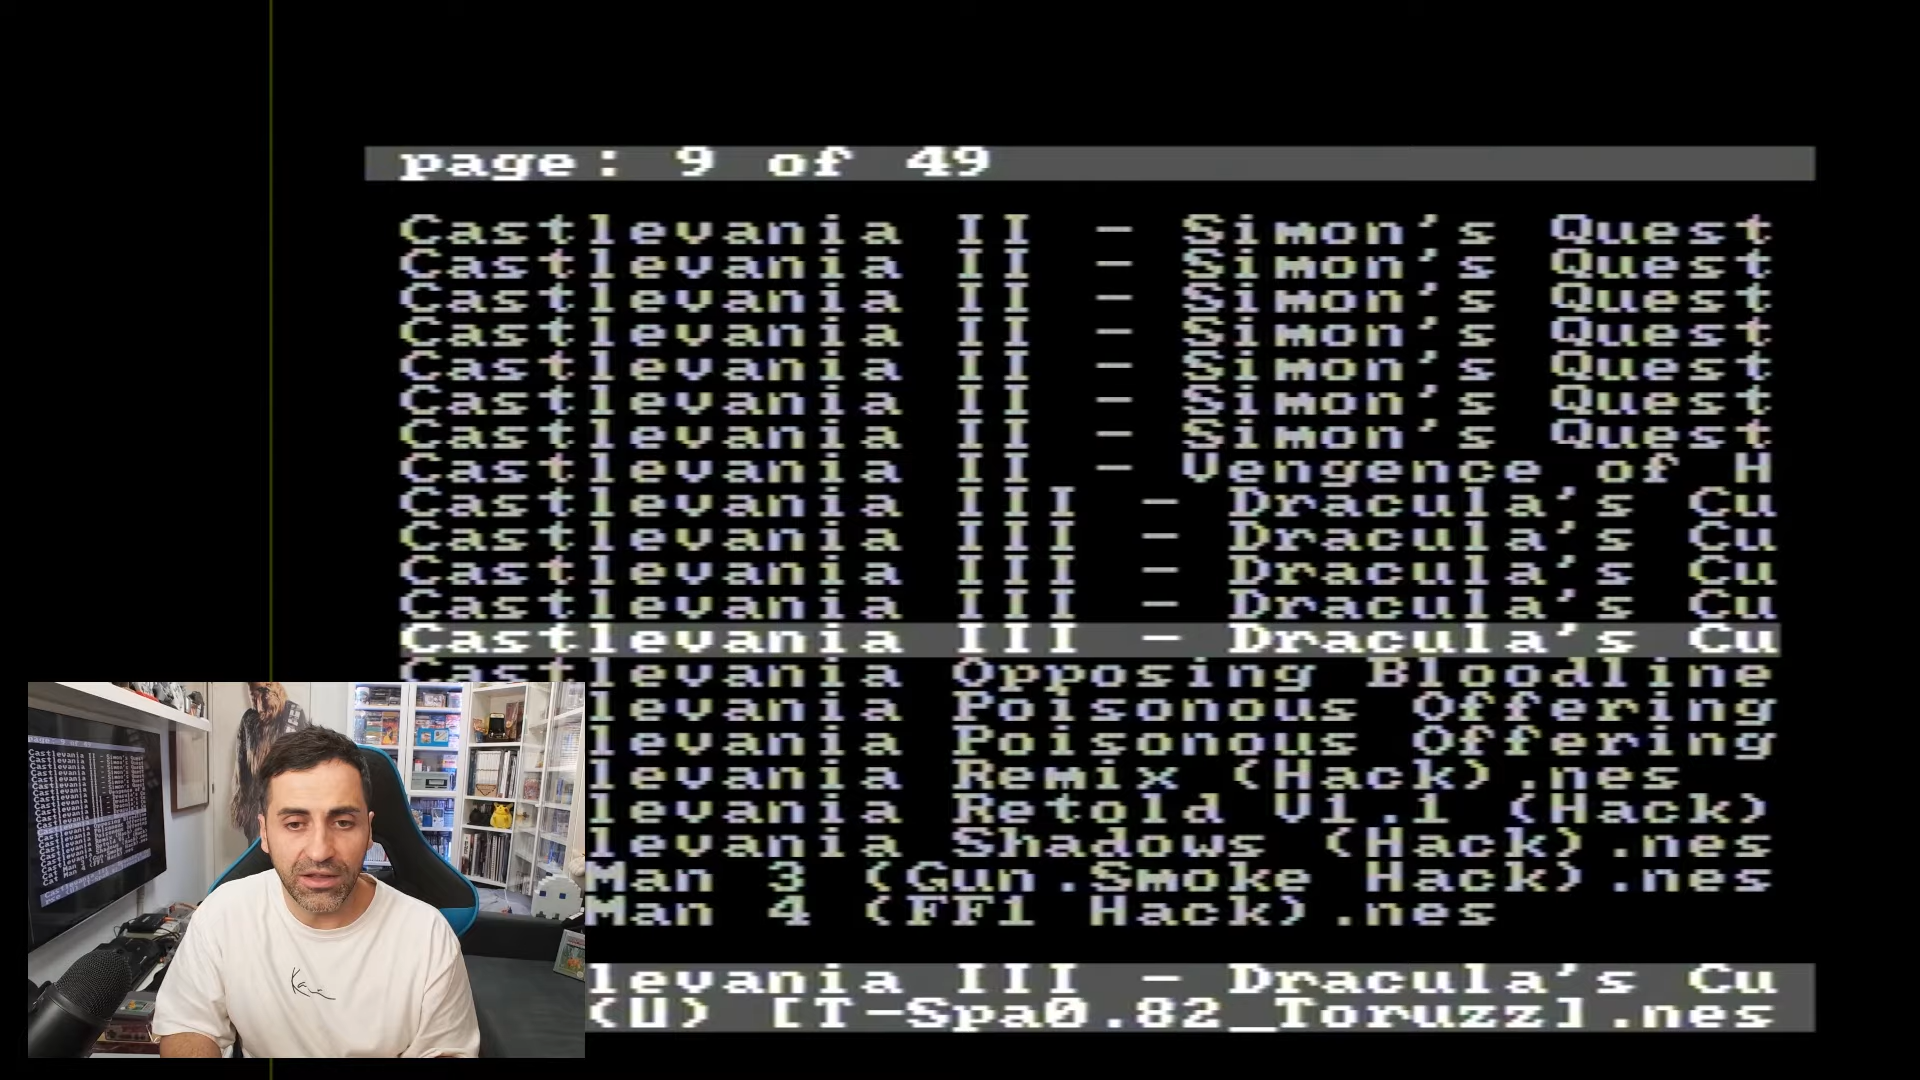 page: 9 of 49
Castlevania II - Simon's Quest
Castlevania II - Simon's Quest
Castlevania II - Simon's Quest
Castlevania II - Simon's Quest
Castlevania II - Simon's Quest
Castlevania II - Simon's Quest
Castlevania II - Simon's Quest
Castlevania II - Vengence of H
Castlevania III - Dracula's Cu
Castlevania III - Dracula's Cu
Castlevania III - Dracula's Cu
Castlevania III - Dracula's Cu
Castlevania III - Dracula's Cu
Castlevania Opposing Bloodline
levania Poisonous Offering
levania Poisonous Offering
levania Remix (Hack).nes
levania Retold V1.1 (Hack)
levania Shadows (Hack).nes
Man 3 (Gun.Smoke Hack).nes
Man 4 (FF1 Hack).nes
levania III - Dracula's Cu
(U) [T-Spa0.82_Toruzz].nes